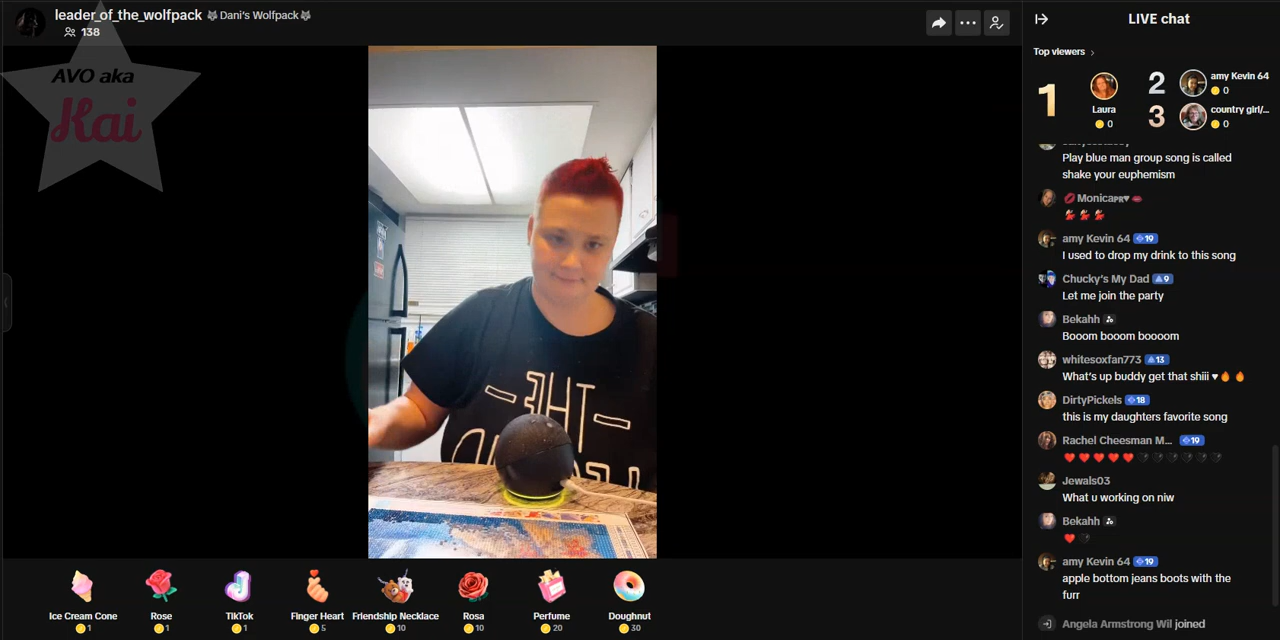 leader_of_the_wolfpack 🐺Dani's Wolfpack🐺
138
AVO aka
Kai
THE
LIVE chat
Top viewers >
1
Laura
0
2
amy Kevin 64
0
3
country girl/...
0
Play blue man group song is called
shake your euphemism
💋Monicaᴘʀ♥👄
💃💃💃
amy Kevin 64 19
I used to drop my drink to this song
Chucky's My Dad 9
Let me join the party
Bekahh
Booom booom boooom
whitesoxfan773 13
What's up buddy get that shiii ♥🔥🔥
DirtyPickels 18
this is my daughters favorite song
Rachel Cheesman M... 19
❤️❤️❤️❤️❤️🖤🖤🖤🖤🖤🖤
Jewals03
What u working on niw
Bekahh
❤️🖤
amy Kevin 64 19
apple bottom jeans boots with the
furr
Angela Armstrong Wil joined
Ice Cream Cone
1
Rose
1
TikTok
1
Finger Heart
5
Friendship Necklace
10
Rosa
10
Perfume
20
Doughnut
30